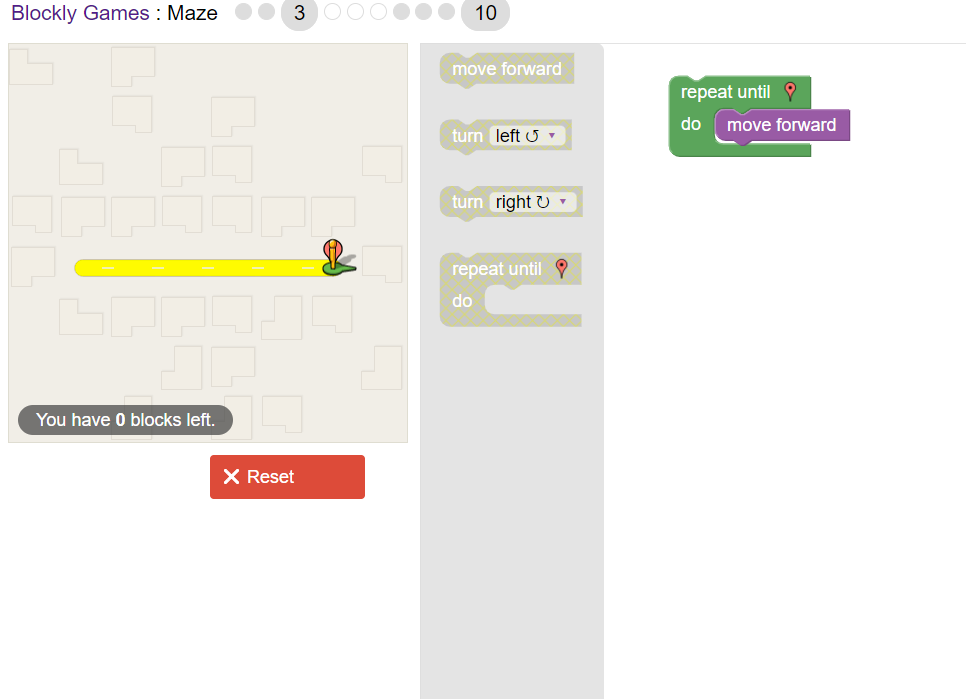 Blockly Games : Maze 3 10
move forward
turn left ↺ ▾
turn right ↻ ▾
repeat until
do
repeat until
do move forward
You have 0 blocks left.
Reset